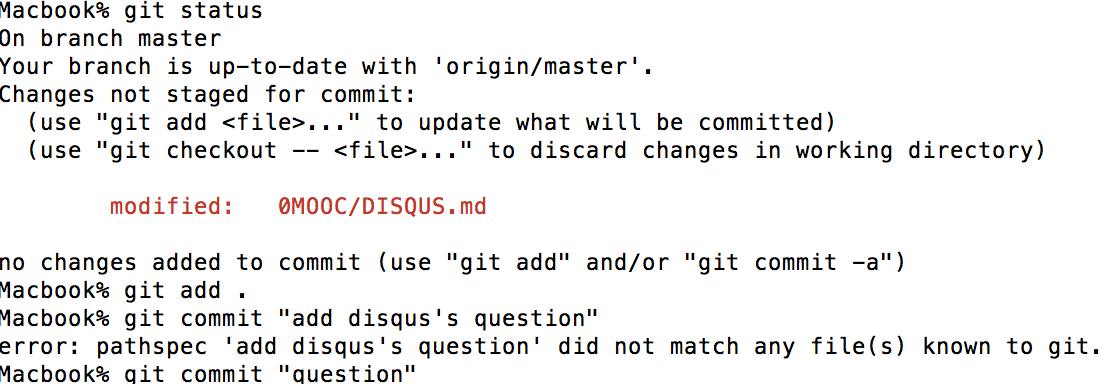 Macbook% git status
On branch master
Your branch is up-to-date with 'origin/master'.
Changes not staged for commit:
(use "git add <file>..." to update what will be committed)
(use "git checkout -- <file>..." to discard changes in working directory)
modified: 0MOOC/DISQUS.md
no changes added to commit (use "git add" and/or "git commit -a")
Macbook% git add .
Macbook% git commit "add disqus's question"
error: pathspec 'add disqus's question' did not match any file(s) known to git.
Macbook% git commit "question"